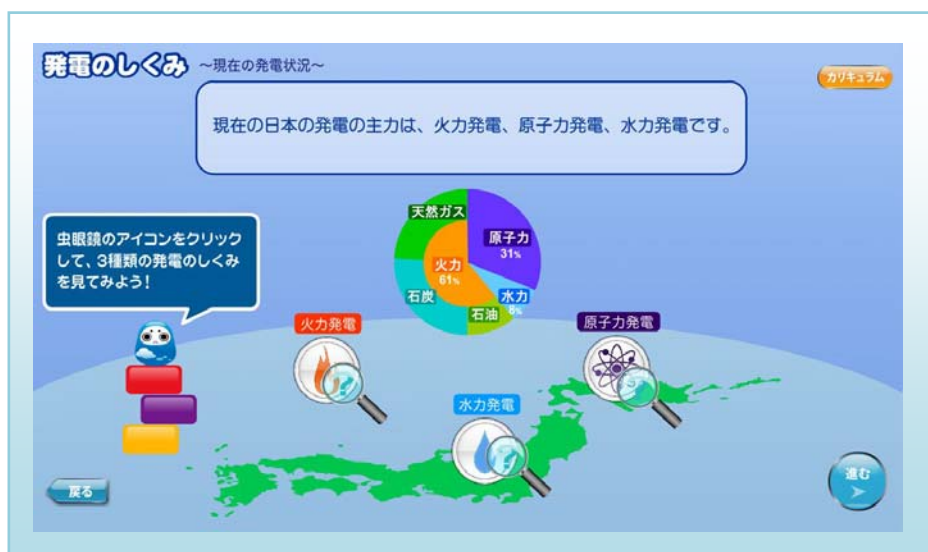 発電のしくみ ～現在の発電状況～
カリキュラム
現在の日本の発電の主力は、火力発電、原子力発電、水力発電です。
虫眼鏡のアイコンをクリック
して、3種類の発電のしくみ
を見てみよう!
天然ガス
原子力
31%
火力
61%
水力
8%
石炭
石油
火力発電
原子力発電
水力発電
戻る
進む